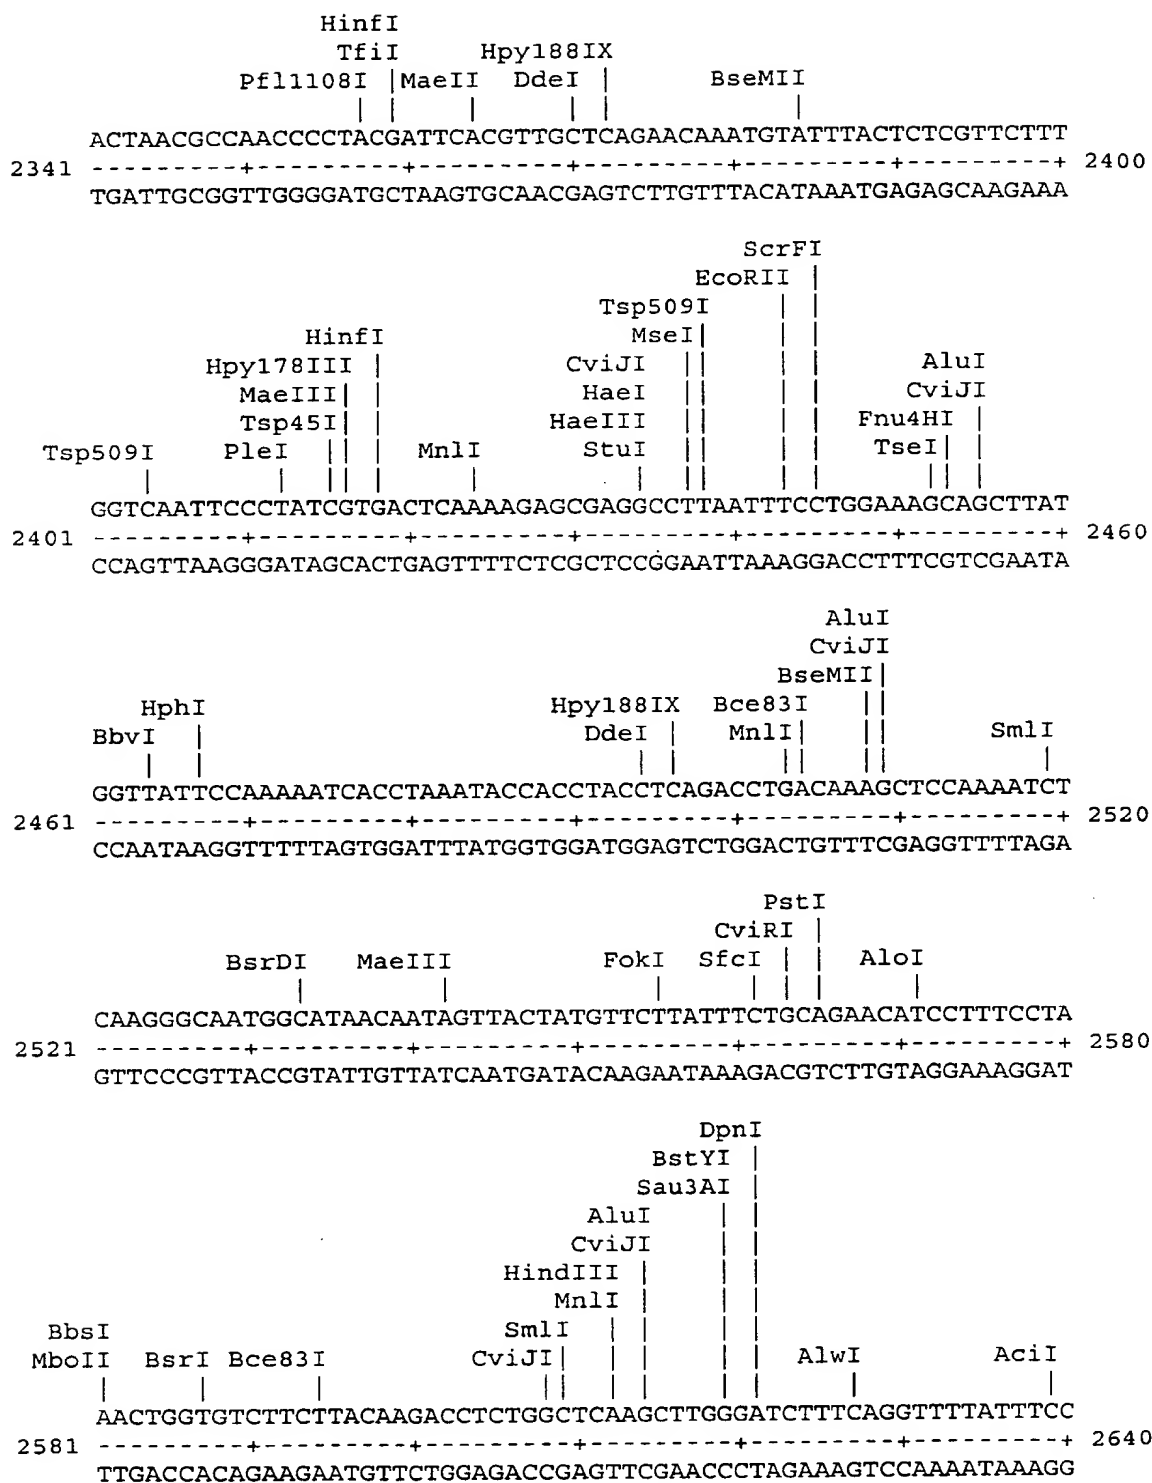 HinfI
TfiI Hpy188IX
Pfl1108I MaeII DdeI BseMII
ACTAACGCCAACCCCTACGATTCACGTTGCTCAGAACAAATGTATTTACTCTCGTTCTTT
2341 ---------+---------+---------+---------+---------+---------+ 2400
TGATTGCGGTTGGGGATGCTAAGTGCAACGAGTCTTGTTTACATAAATGAGAGCAAGAAA
ScrFI
EcoRII
Tsp509I
HinfI MseI
Hpy178III CviJI AluI
MaeIII HaeI CviJI
Tsp45I HaeIII Fnu4HI
Tsp509I PleI MnlI StuI TseI
GGTCAATTCCCTATCGTGACTCAAAAGAGCGAGGCCTTAATTTCCTGGAAAGCAGCTTAT
2401 ---------+---------+---------+---------+---------+---------+ 2460
CCAGTTAAGGGATAGCACTGAGTTTTCTCGCTCCGGAATTAAAGGACCTTTCGTCGAATA
AluI
CviJI
BseMII
HphI Hpy188IX Bce83I
BbvI DdeI MnlI SmlI
GGTTATTCCAAAAATCACCTAAATACCACCTACCTCAGACCTGACAAAGCTCCAAAATCT
2461 ---------+---------+---------+---------+---------+---------+ 2520
CCAATAAGGTTTTTAGTGGATTTATGGTGGATGGAGTCTGGACTGTTTCGAGGTTTTAGA
PstI
CviRI
BsrDI MaeIII FokI SfcI AloI
CAAGGGCAATGGCATAACAATAGTTACTATGTTCTTATTTCTGCAGAACATCCTTTCCTA
2521 ---------+---------+---------+---------+---------+---------+ 2580
GTTCCCGTTACCGTATTGTTATCAATGATACAAGAATAAAGACGTCTTGTAGGAAAGGAT
DpnI
BstYI
Sau3AI
AluI
CviJI
HindIII
MnlI
BbsI SmlI
MboII BsrI Bce83I CviJI AlwI AciI
AACTGGTGTCTTCTTACAAGACCTCTGGCTCAAGCTTGGGATCTTTCAGGTTTTATTTCC
2581 ---------+---------+---------+---------+---------+---------+ 2640
TTGACCACAGAAGAATGTTCTGGAGACCGAGTTCGAACCCTAGAAAGTCCAAAATAAAGG